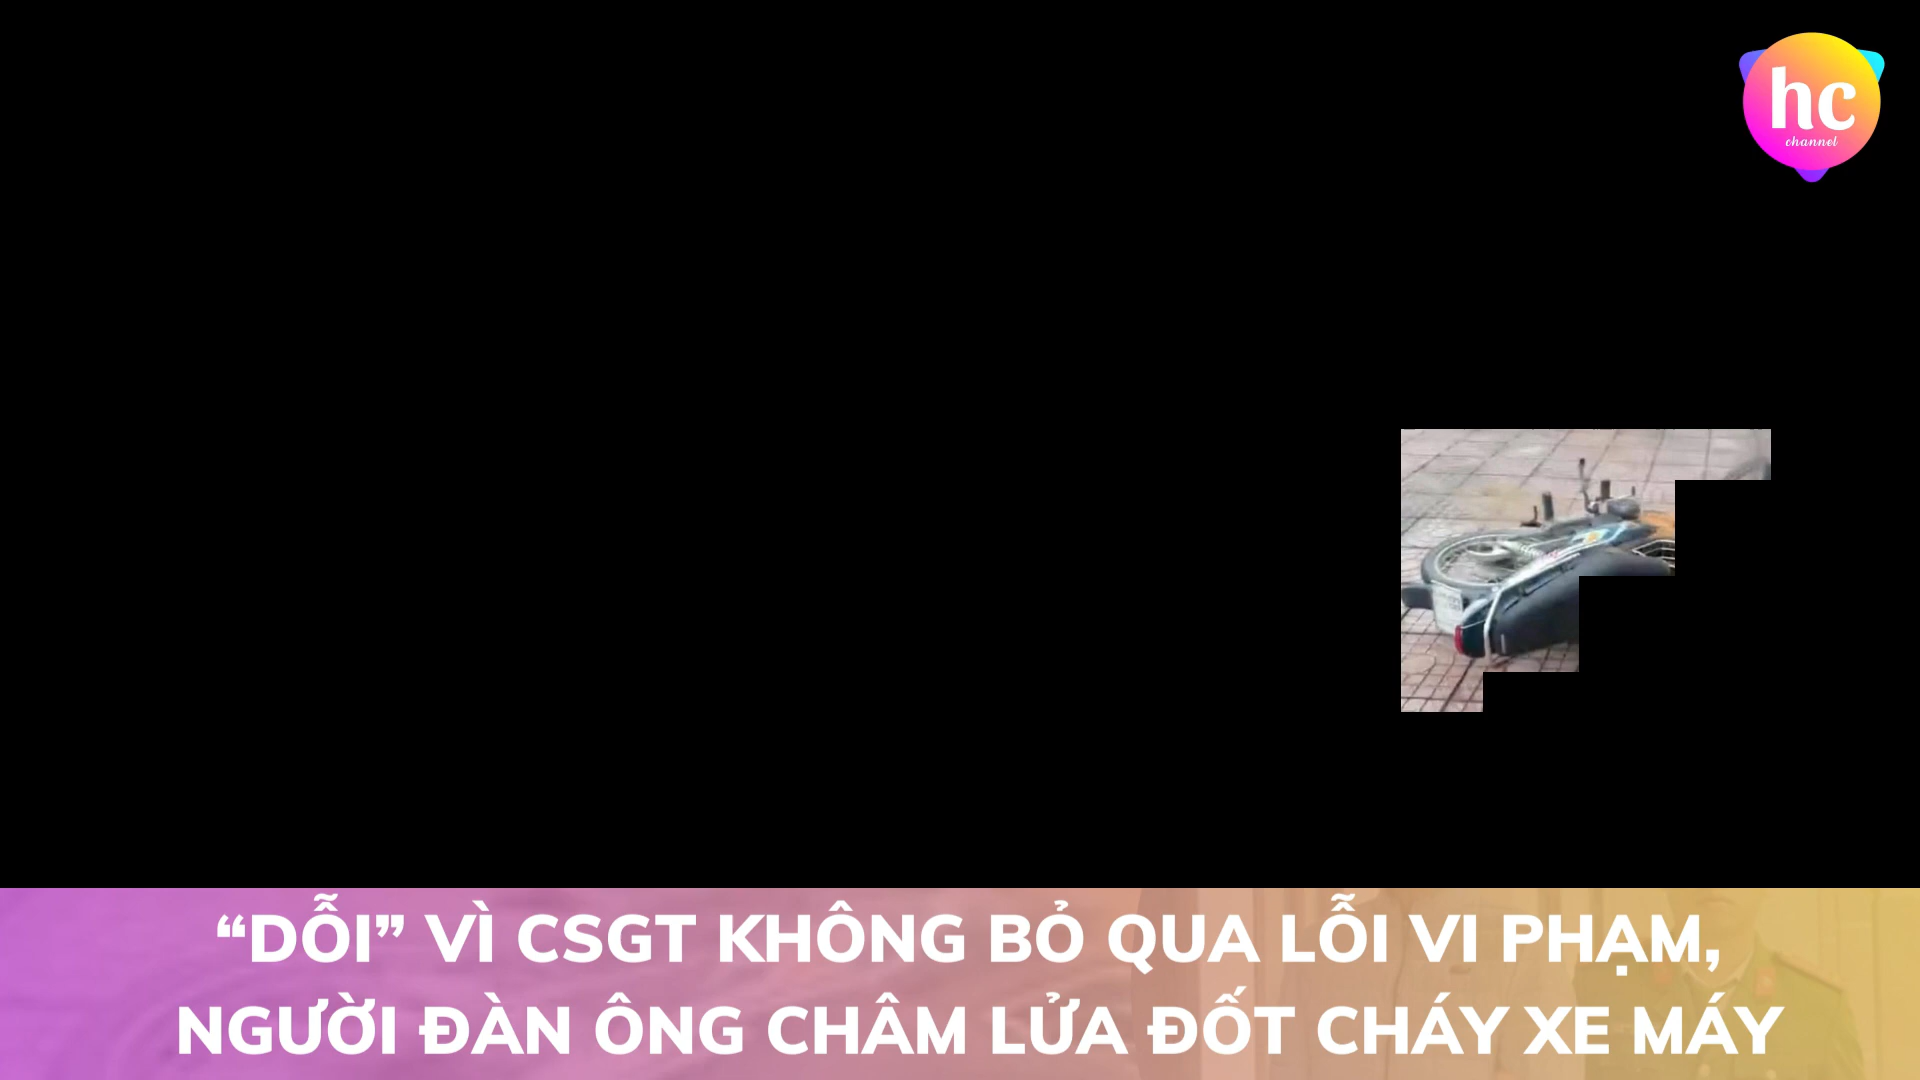 hc
channel
“DỖI” VÌ CSGT KHÔNG BỎ QUA LỖI VI PHẠM,
NGƯỜI ĐÀN ÔNG CHÂM LỬA ĐỐT CHÁY XE MÁY